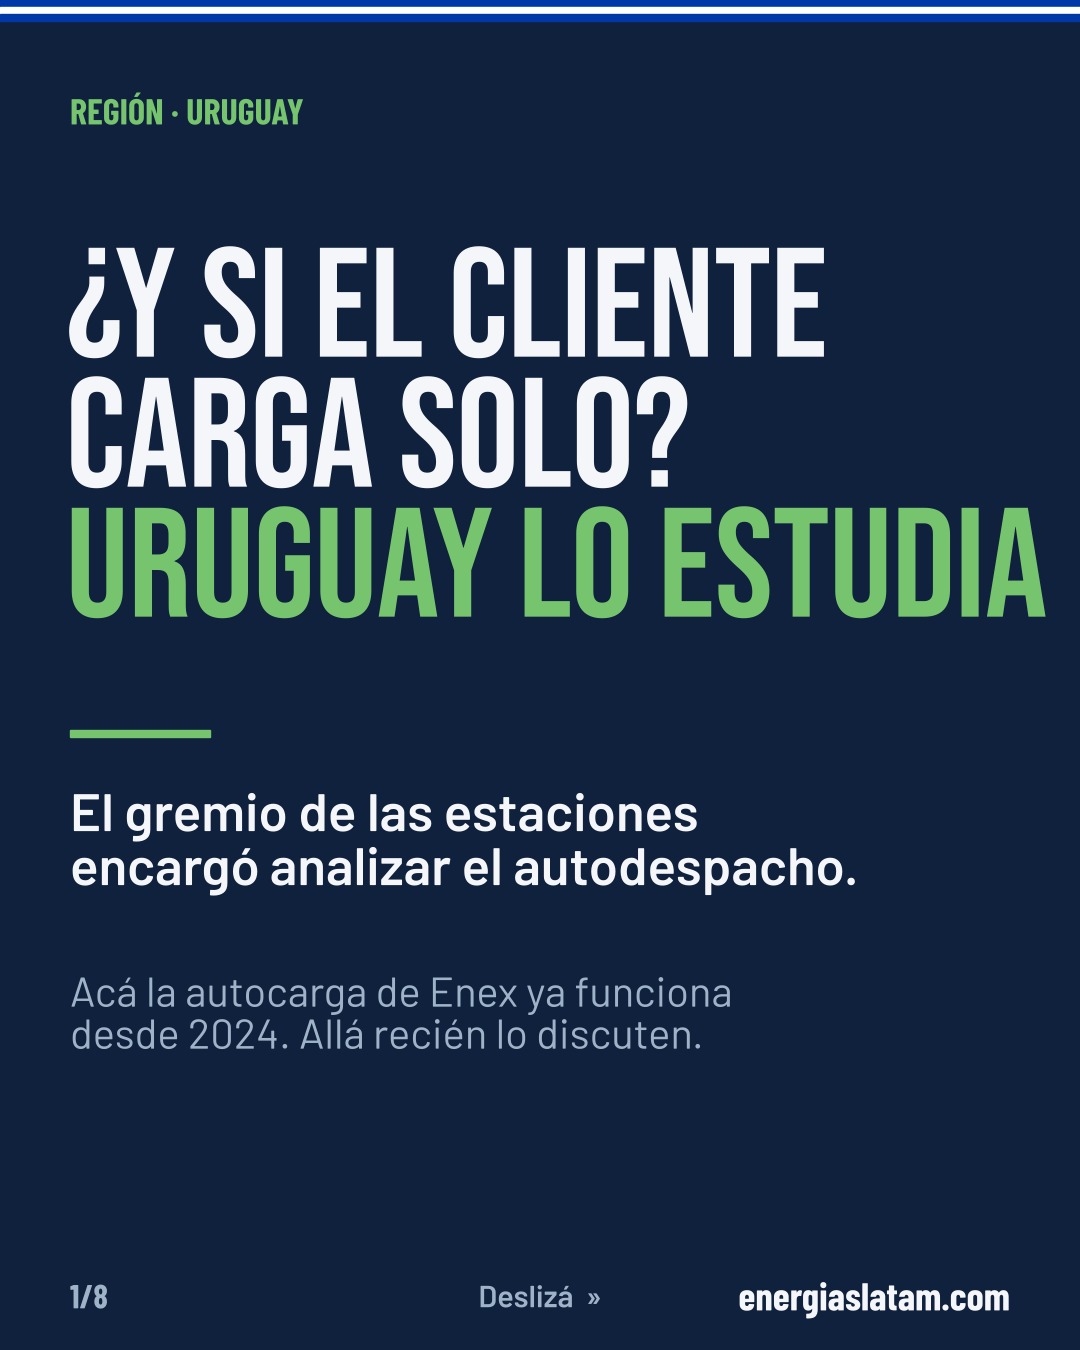 REGIÓN · URUGUAY
¿Y SI EL CLIENTE
CARGA SOLO?
URUGUAY LO ESTUDIA
El gremio de las estaciones
encargó analizar el autodespacho.
Acá la autocarga de Enex ya funciona
desde 2024. Allá recién lo discuten.
1/8
Deslizá »
energiaslatam.com